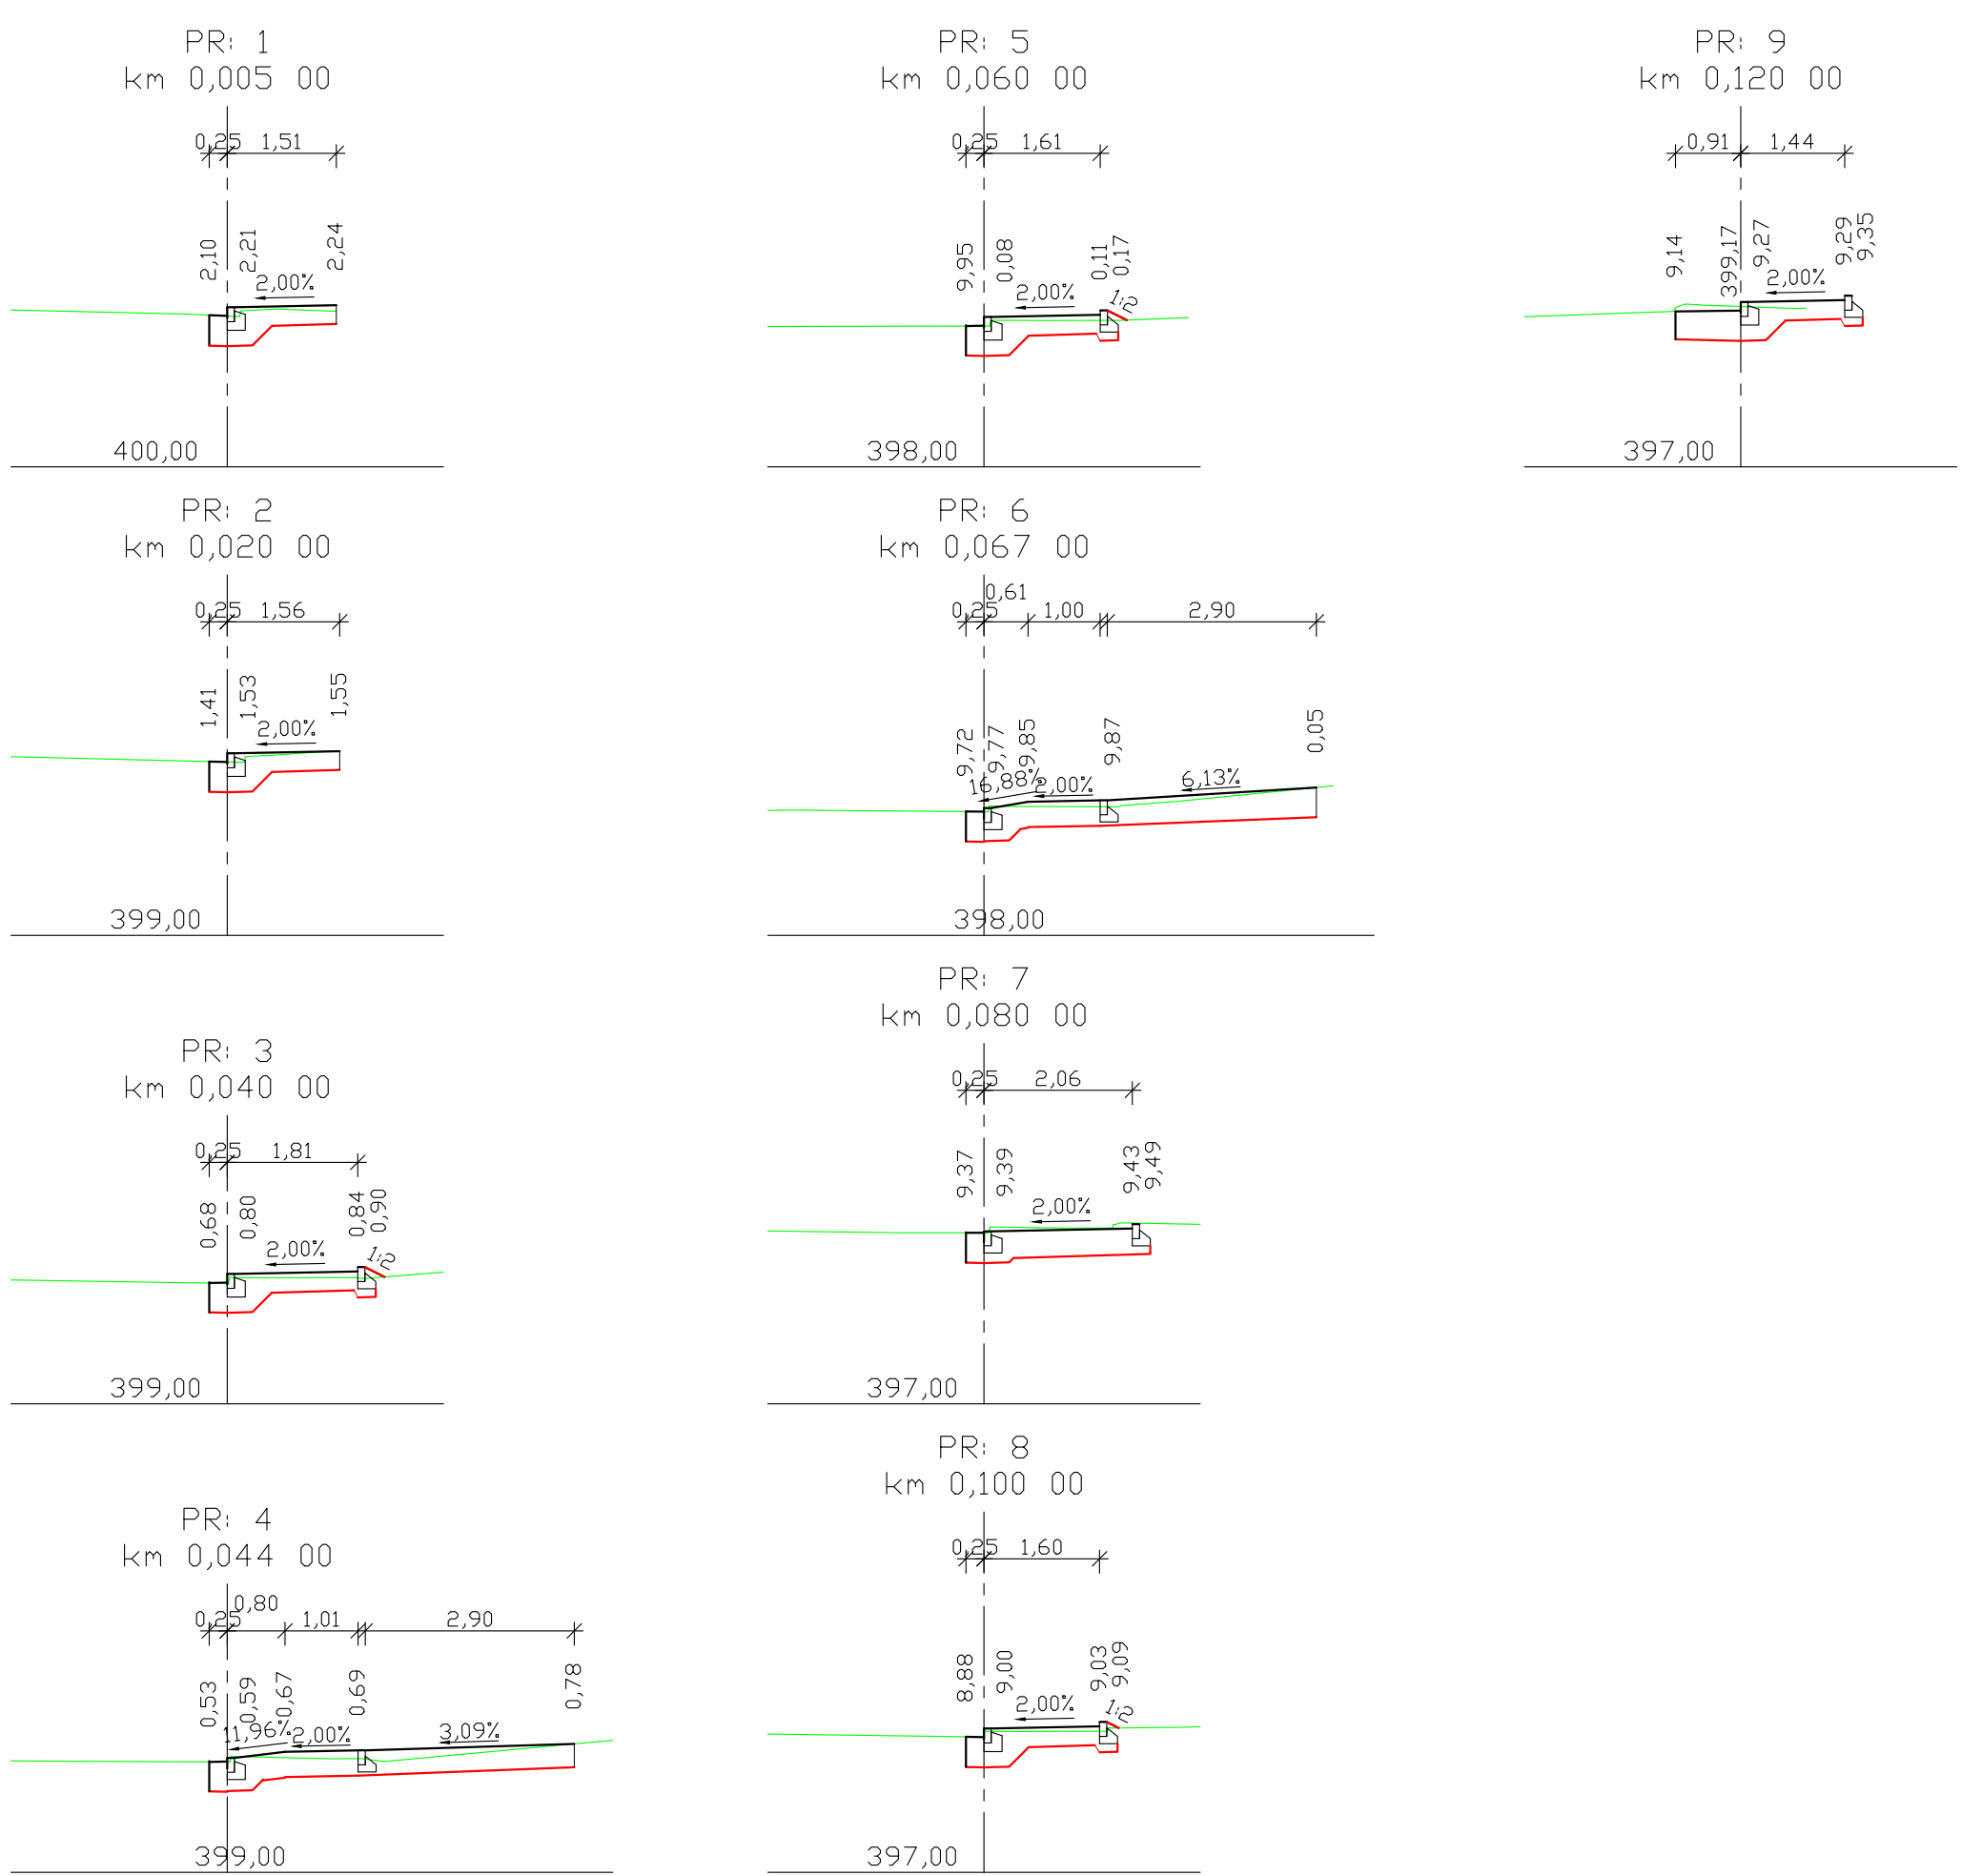 PR: 1
km 0,005 00
0,25 1,51
2,10 2,21 2,24
2,00%
400,00
PR: 2
km 0,020 00
0,25 1,56
1,41 1,53 1,55
2,00%
399,00
PR: 3
km 0,040 00
0,25 1,81
0,68 0,80 0,84 0,90
2,00% 1:2
399,00
PR: 4
km 0,044 00
0,80
0,25 1,01 2,90
0,53 0,59 0,67 0,69 0,78
11,96% 2,00% 3,09%
399,00
PR: 5
km 0,060 00
0,25 1,61
9,95 0,08 0,11 0,17
2,00% 1:2
398,00
PR: 6
km 0,067 00
0,61
0,25 1,00 2,90
9,72 9,77 9,85 9,87 0,05
16,88% 2,00% 6,13%
398,00
PR: 7
km 0,080 00
0,25 2,06
9,37 9,39 9,43 9,49
2,00%
397,00
PR: 8
km 0,100 00
0,25 1,60
8,88 9,00 9,03 9,09
2,00% 1:2
397,00
PR: 9
km 0,120 00
0,91 1,44
9,14 399,17 9,27 9,29 9,35
2,00%
397,00